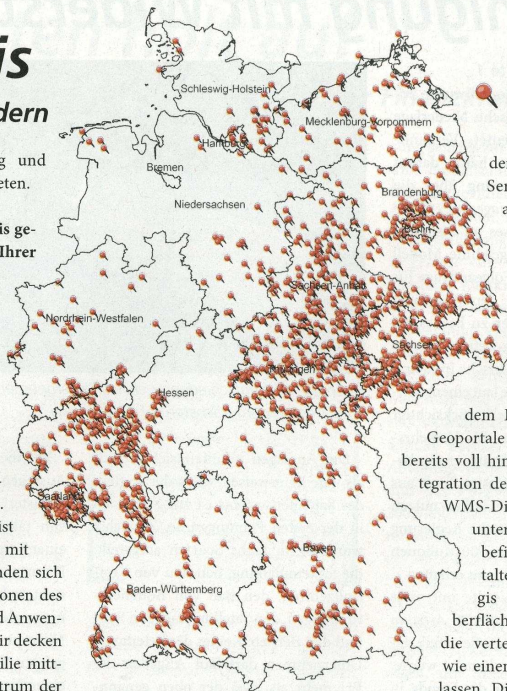 is
dern
g und
eten.
is ge-
Ihrer
ist
mit
nden sich
onen des
d Anwen-
ir decken
ilie mitt-
trum der
Schleswig-Holstein
Mecklenburg-Vorpommern
Hamburg
Bremen
Niedersachsen
Brandenburg
Berlin
Sachsen-Anhalt
Nordrhein-Westfalen
Sachsen
Thüringen
Hessen
Saarland
Bayern
Baden-Württemberg
der
Ser
a
dem I
Geoportale
bereits voll hin
tegration de
WMS-Di
unter
befi
talte
gis
berfläch
die verte
wie einer
lassen. Di